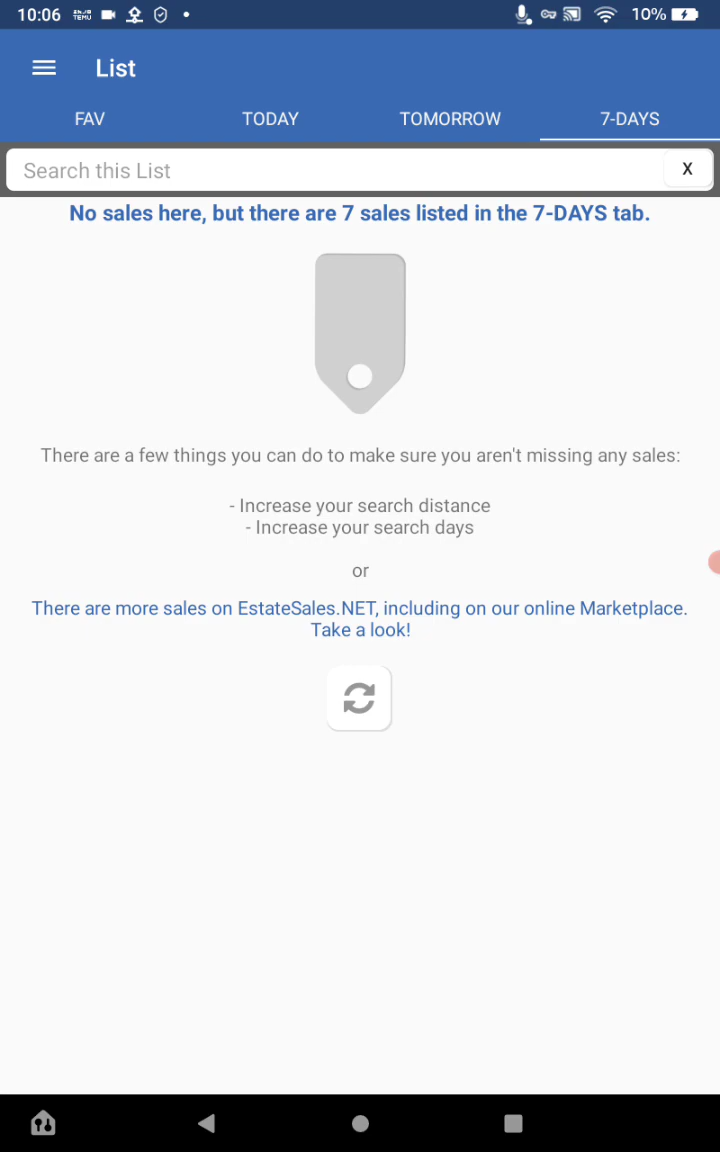 10:06
10%
List
FAV
TODAY
TOMORROW
7-DAYS
Search this List
X
No sales here, but there are 7 sales listed in the 7-DAYS tab.
There are a few things you can do to make sure you aren't missing any sales:
- Increase your search distance
- Increase your search days
or
There are more sales on EstateSales.NET, including on our online Marketplace.
Take a look!